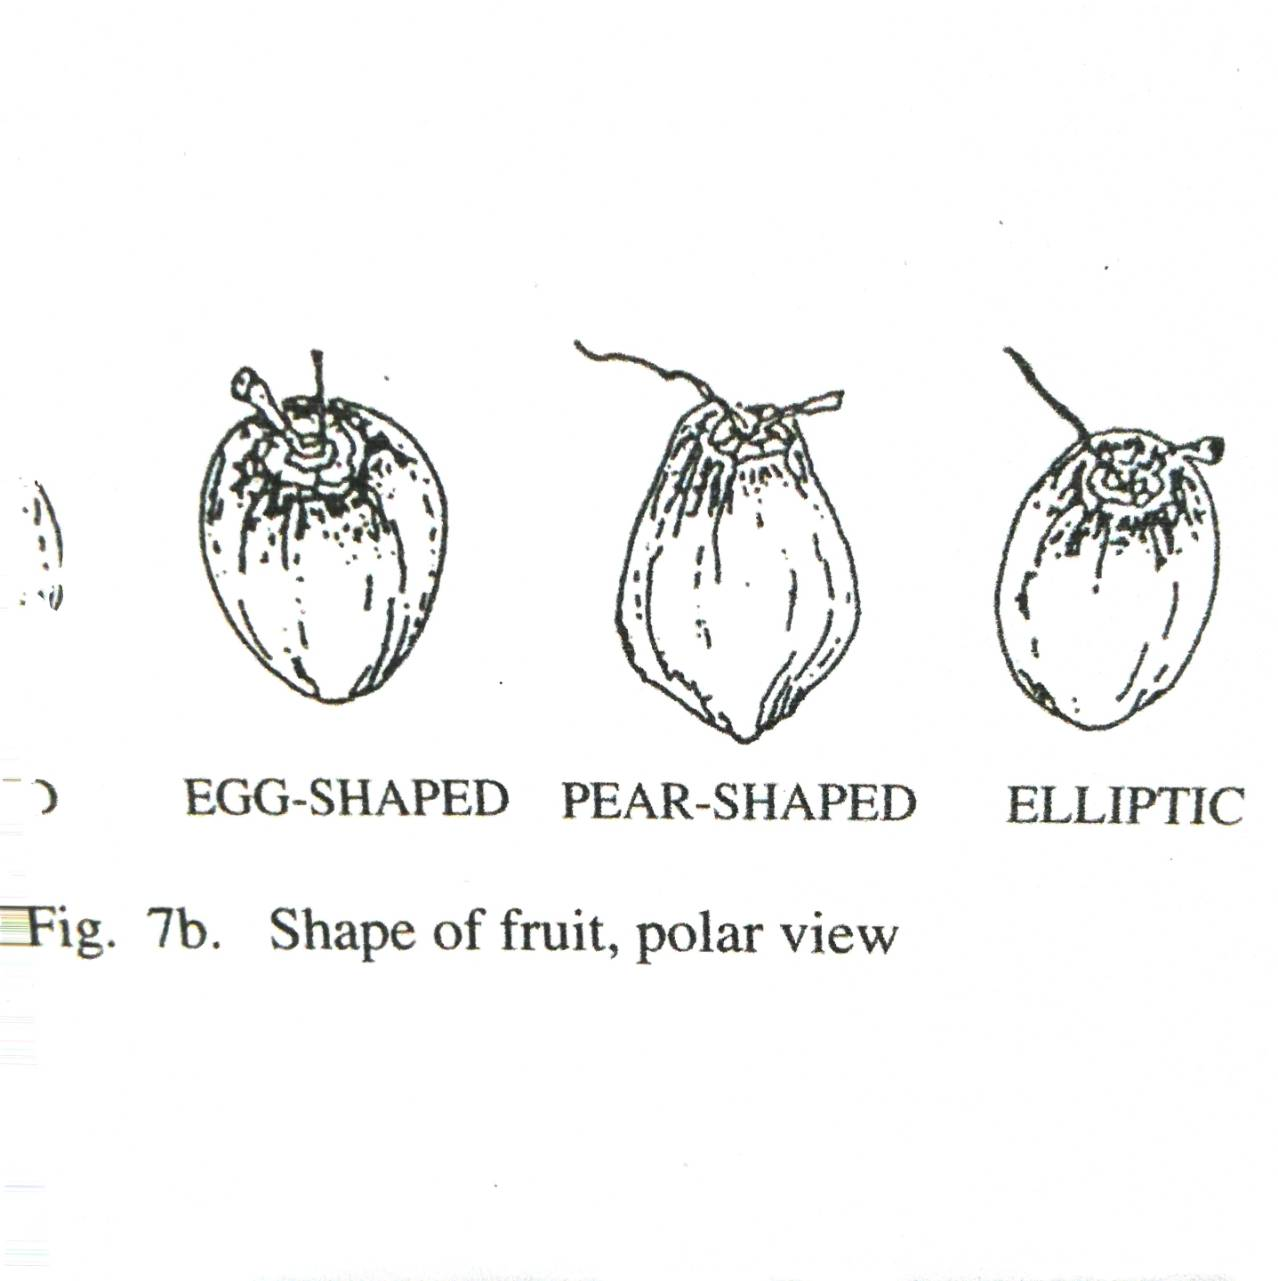 EGG-SHAPED PEAR-SHAPED ELLIPTIC
Fig. 7b. Shape of fruit, polar view